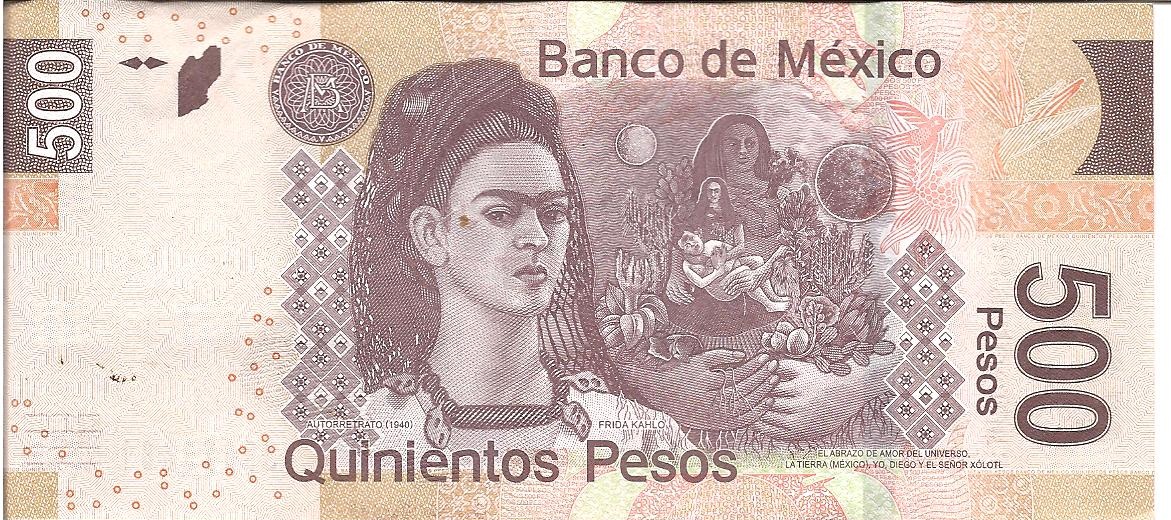 500
BANCO DE MÉXICO
Banco de México
500
Pesos
AUTORRETRATO (1940)
FRIDA KAHLO
Quinientos Pesos
EL ABRAZO DE AMOR DEL UNIVERSO,
LA TIERRA (MÉXICO), YO, DIEGO Y EL SEÑOR XÓLOTL